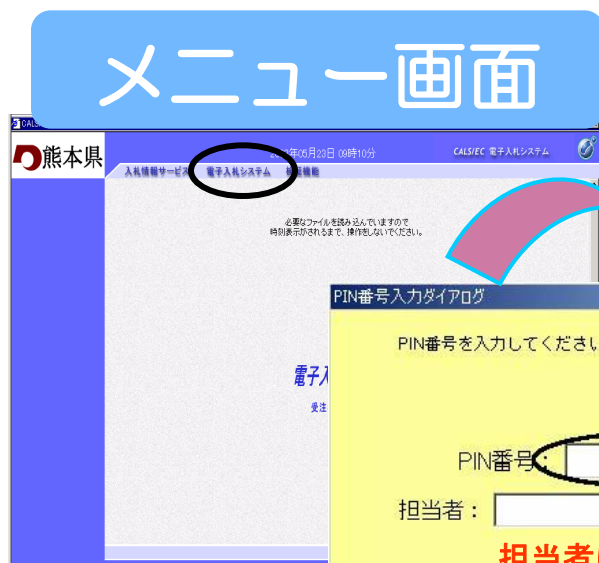 メニュー画面
CALS
熊本県
年05月23日 09時10分
CALS/EC 電子入札システム
入札情報サービス 電子入札システム 検証機能
必要なファイルを読み込んでいますので
時刻表示がされるまで、操作をしないでください。
電子入
受注
PIN番号入力ダイアログ
PIN番号を入力してくださ
PIN番号：
担当者：
担当者